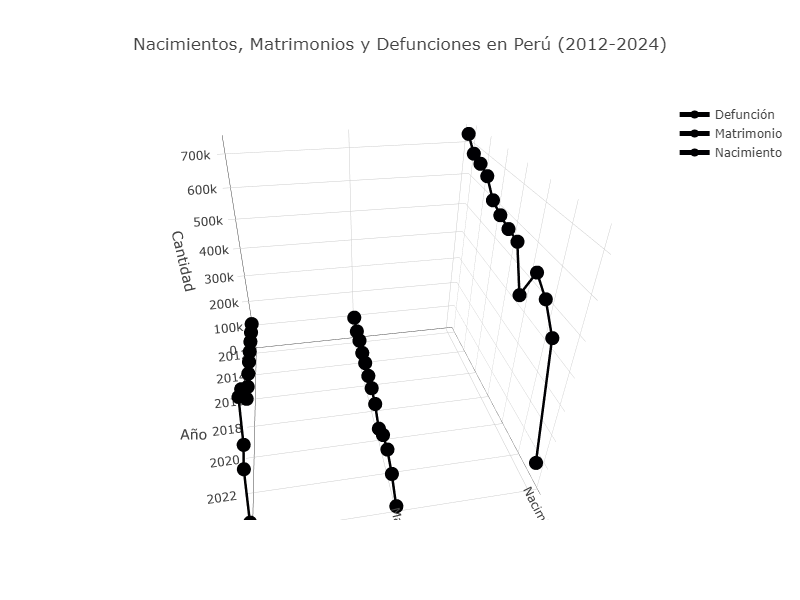 Nacimientos, Matrimonios y Defunciones en Perú (2012-2024)
Defunción
Matrimonio
Nacimiento
700k
600k
500k
400k
300k
200k
100k
0
Cantidad
2014
2018
2020
2022
Año